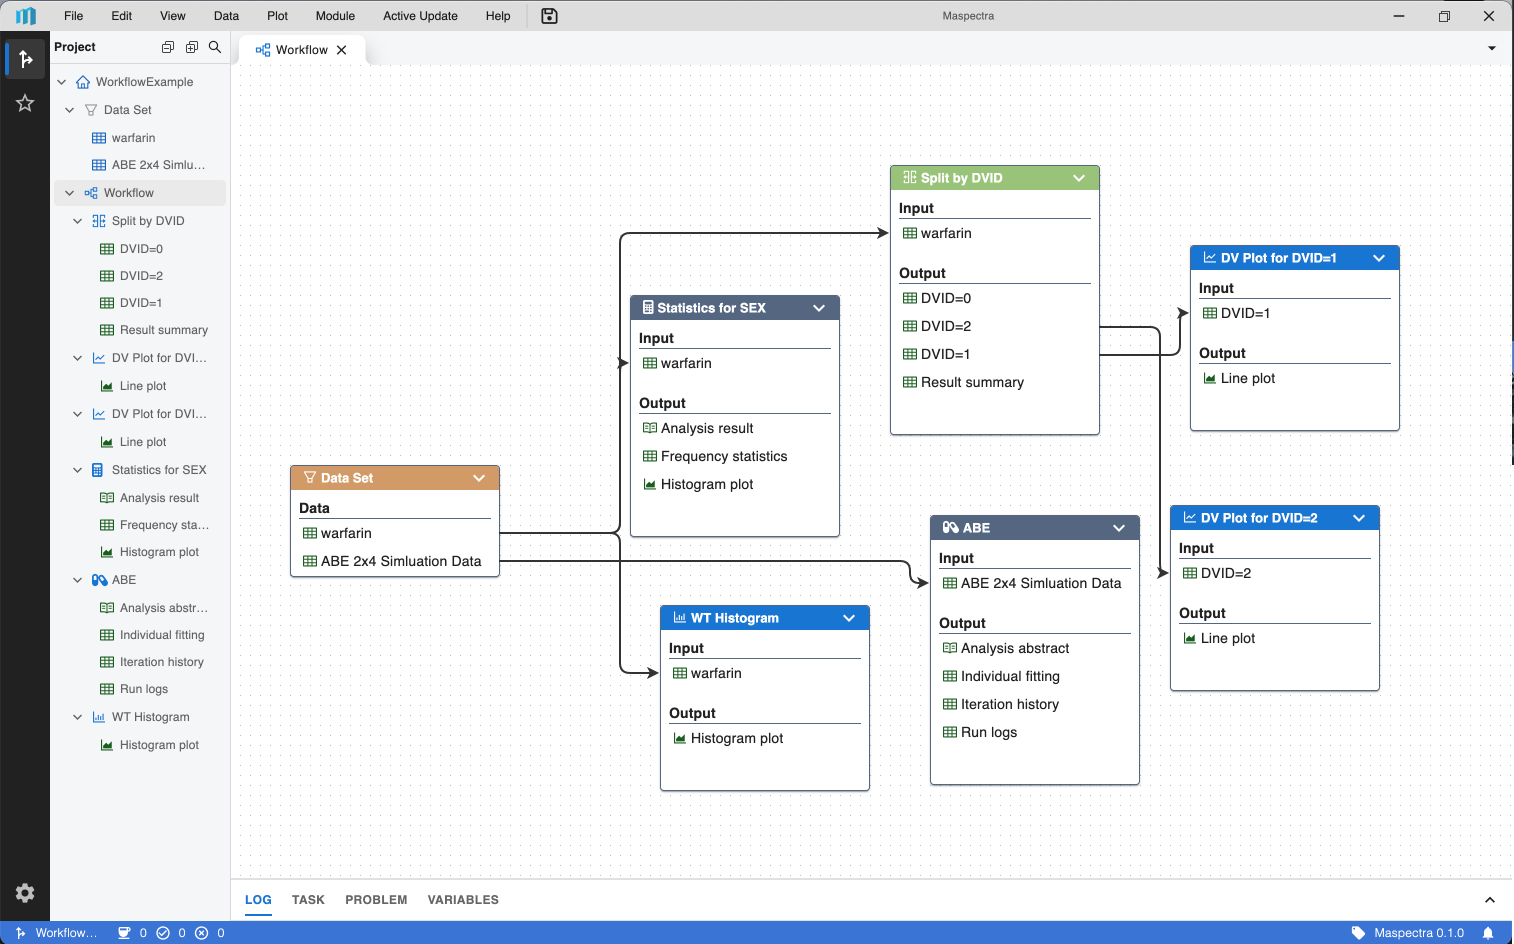 File Edit View Data Plot Module Active Update Help
Maspectra
Project
Workflow
WorkflowExample
Data Set
warfarin
ABE 2x4 Simlu...
Workflow
Split by DVID
DVID=0
DVID=2
DVID=1
Result summary
DV Plot for DVI...
Line plot
DV Plot for DVI...
Line plot
Statistics for SEX
Analysis result
Frequency sta...
Histogram plot
ABE
Analysis abstr...
Individual fitting
Iteration history
Run logs
WT Histogram
Histogram plot
Data Set
Data
warfarin
ABE 2x4 Simluation Data
Statistics for SEX
Input
warfarin
Output
Analysis result
Frequency statistics
Histogram plot
WT Histogram
Input
warfarin
Output
Histogram plot
Split by DVID
Input
warfarin
Output
DVID=0
DVID=2
DVID=1
Result summary
ABE
Input
ABE 2x4 Simluation Data
Output
Analysis abstract
Individual fitting
Iteration history
Run logs
DV Plot for DVID=1
Input
DVID=1
Output
Line plot
DV Plot for DVID=2
Input
DVID=2
Output
Line plot
LOG TASK PROBLEM VARIABLES
Workflow... 0 0 0
Maspectra 0.1.0